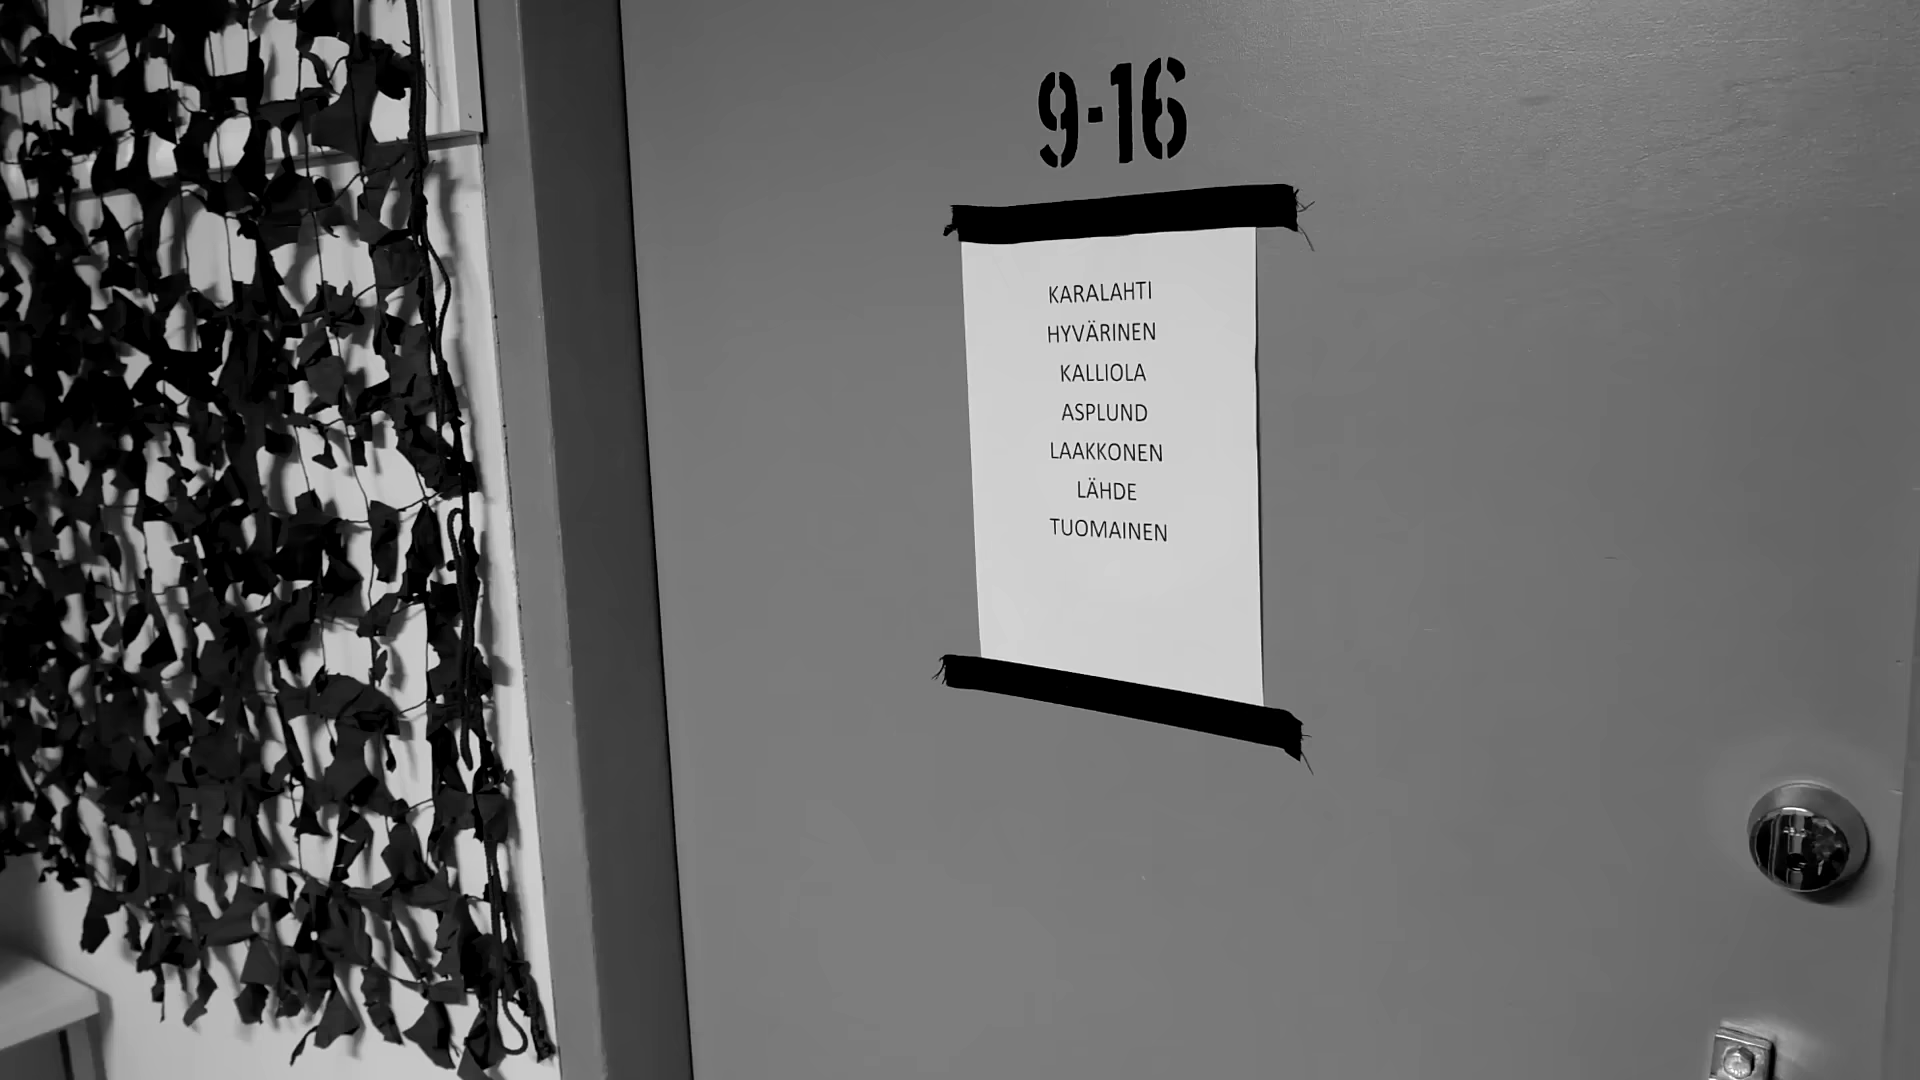 9-16
KARALAHTI
HYVÄRINEN
KALLIOLA
ASPLUND
LAAKKONEN
LÄHDE
TUOMAINEN